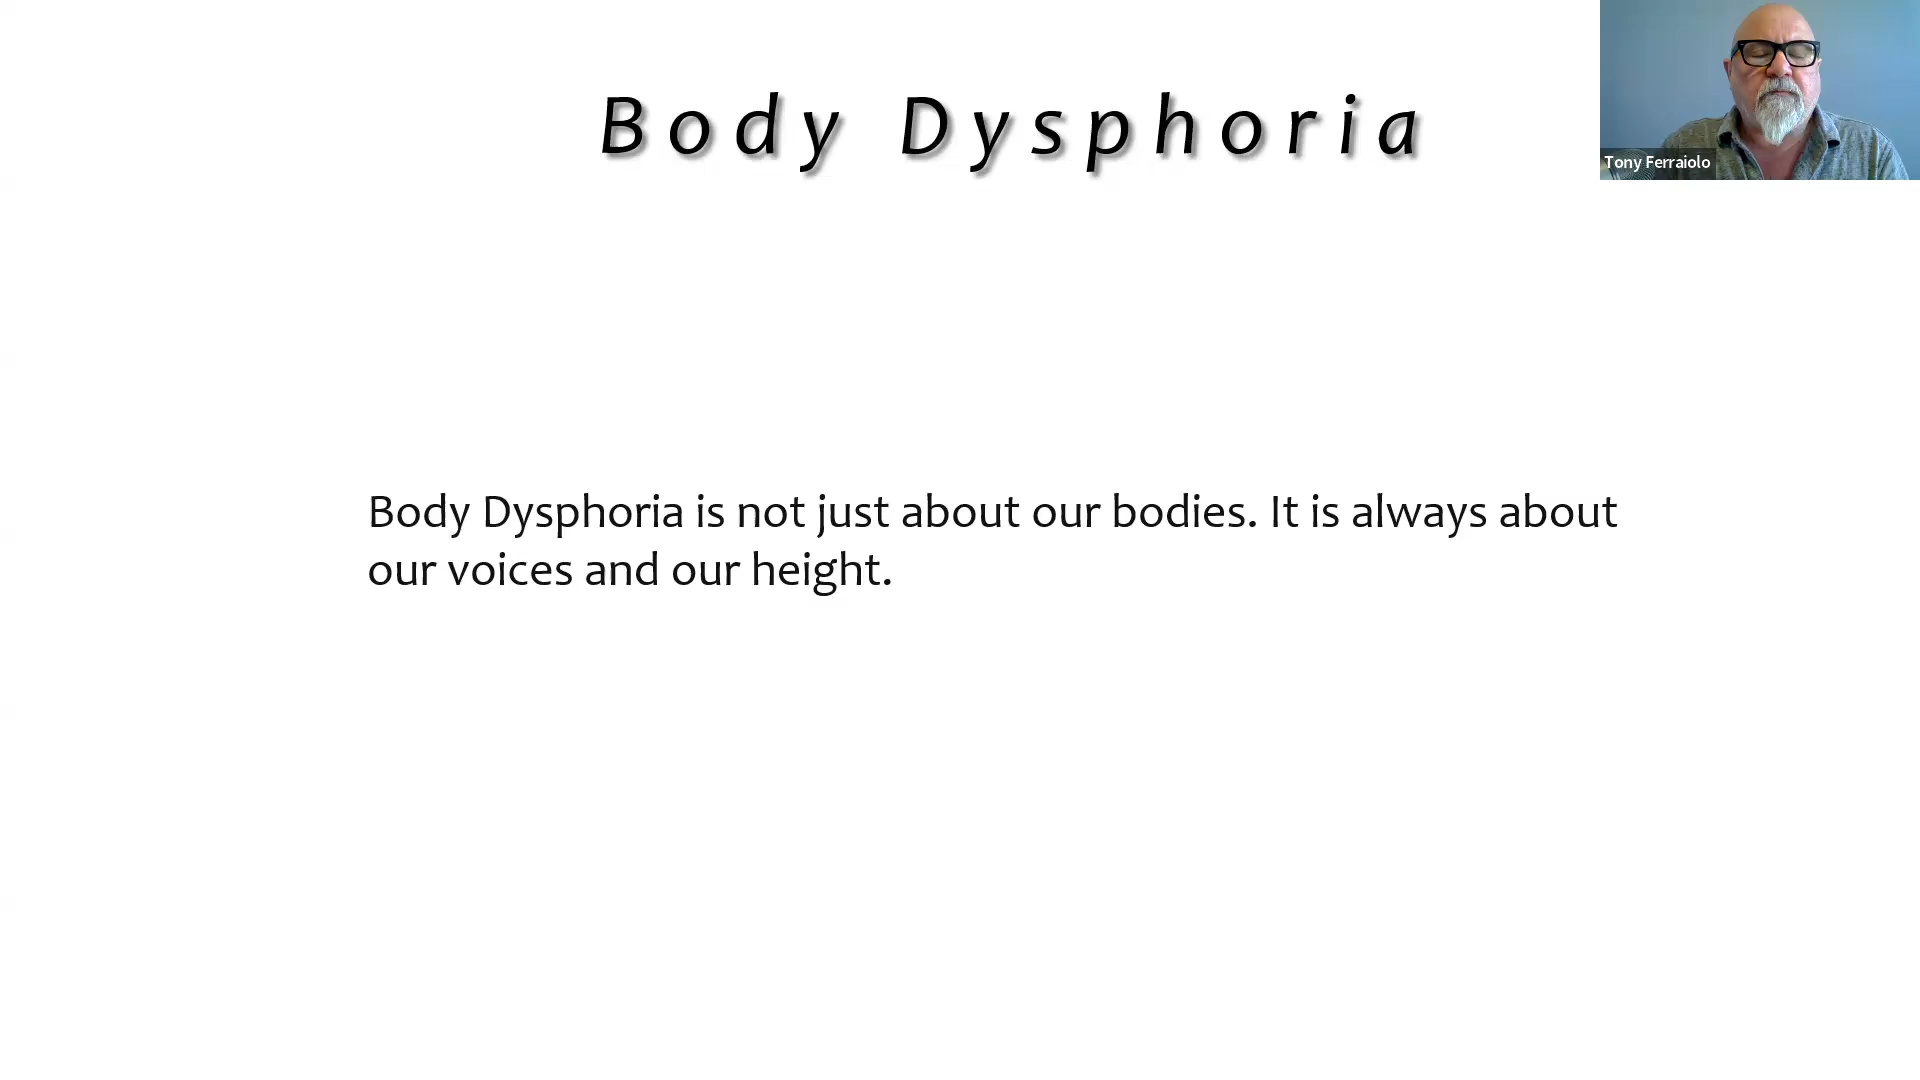 Body Dysphoria
Tony Ferraiolo
Body Dysphoria is not just about our bodies. It is always about
our voices and our height.